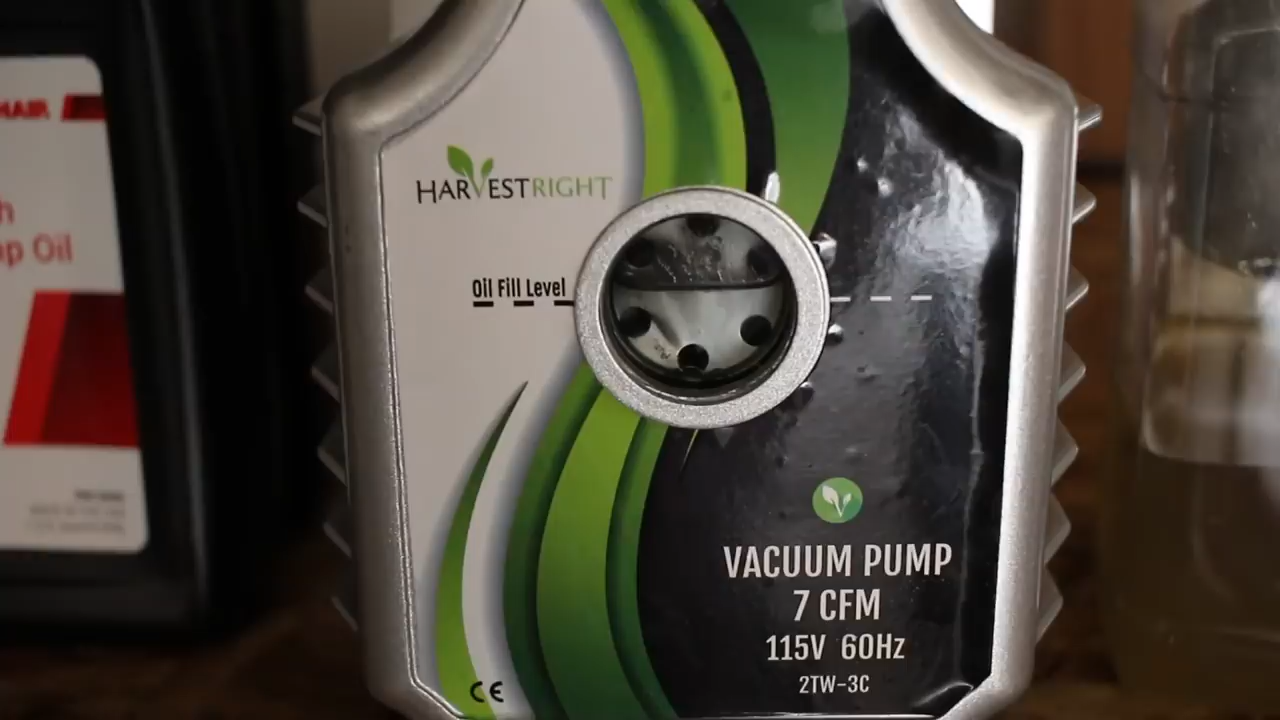 HARVESTRIGHT
Oil Fill Level
VACUUM PUMP
7 CFM
115V 60Hz
2TW-3C
CE
Oil